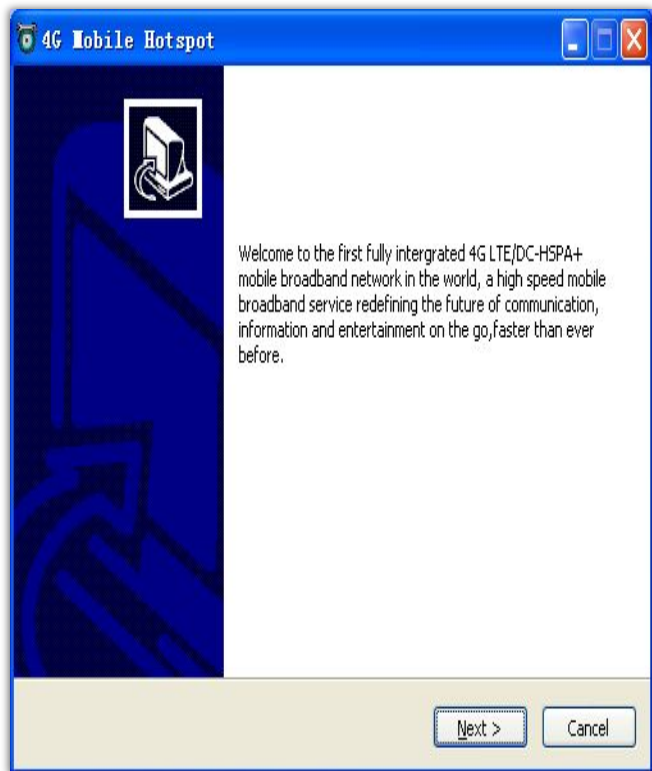 4G Mobile Hotspot
Welcome to the first fully intergrated 4G LTE/DC-HSPA+
mobile broadband network in the world, a high speed mobile
broadband service redefining the future of communication,
information and entertainment on the go,faster than ever
before.
Next >
Cancel